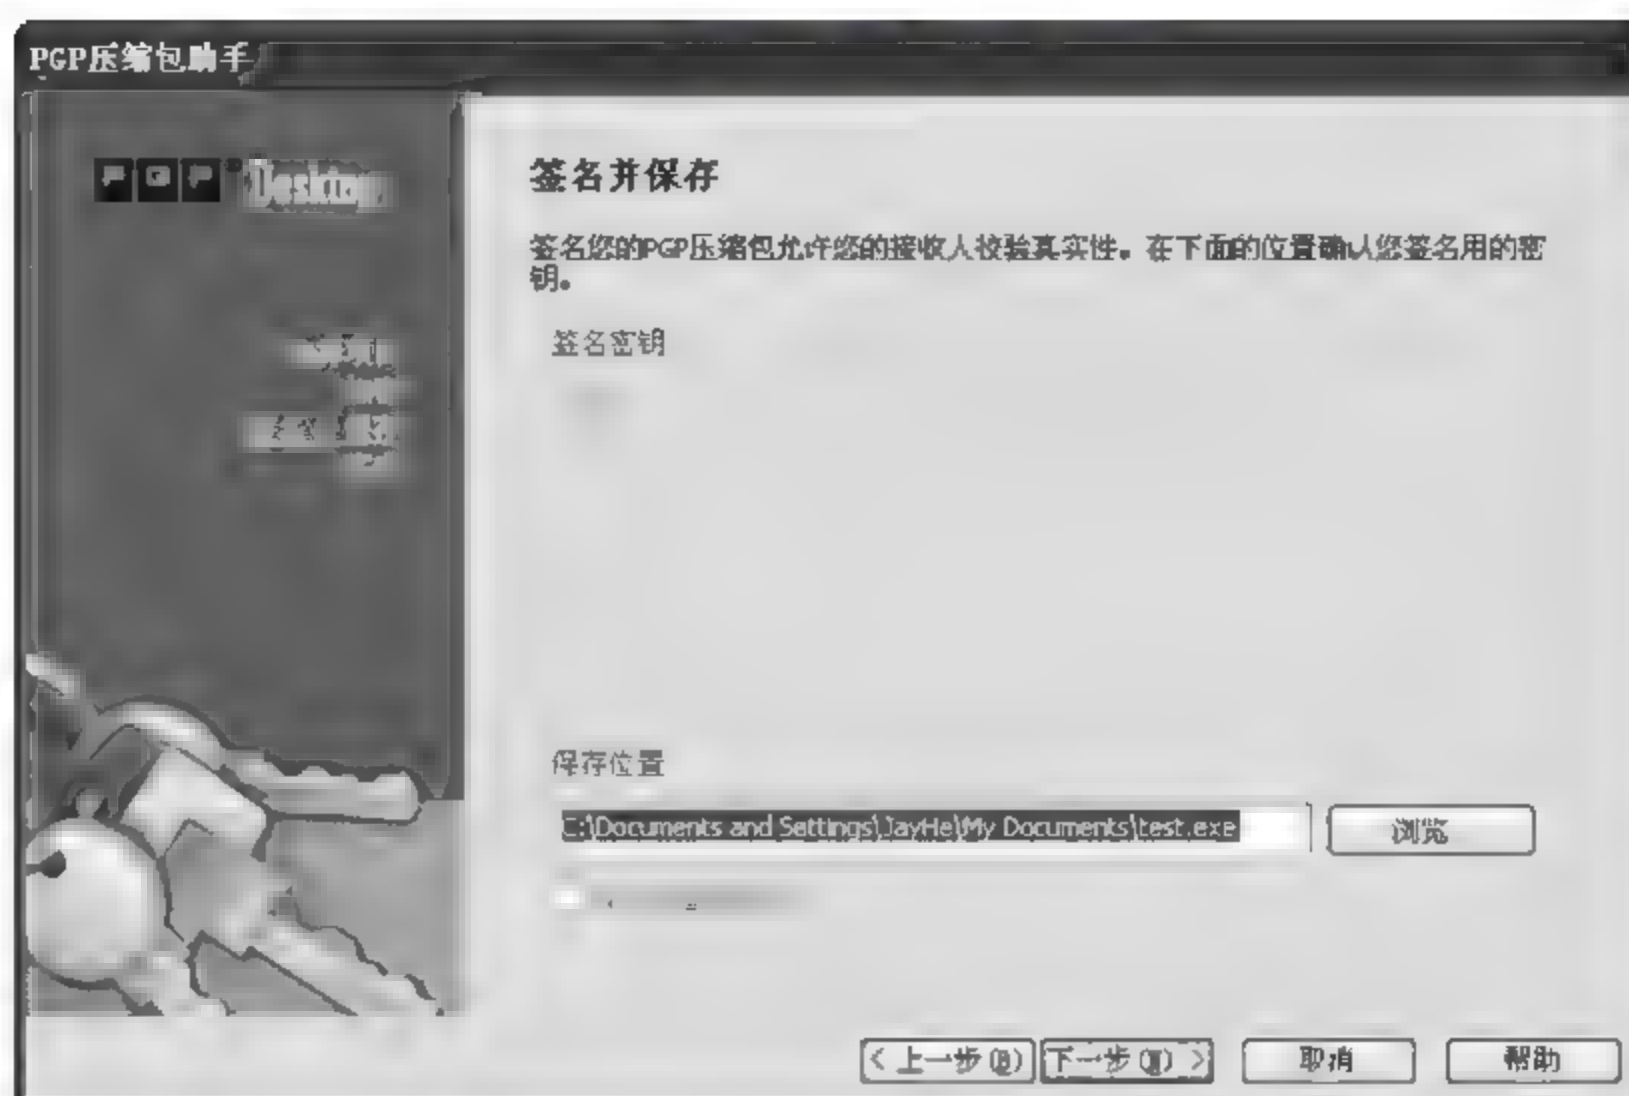 PGP压缩包助手
PGP Desktop
签名并保存
签名您的PGP压缩包允许您的接收人校验真实性。在下面的位置确认您签名用的密
钥。
签名密钥
保存位置
C:\Documents and Settings\JayHe\My Documents\test.exe
浏览
< 上一步(B)
下一步(N) >
取消
帮助